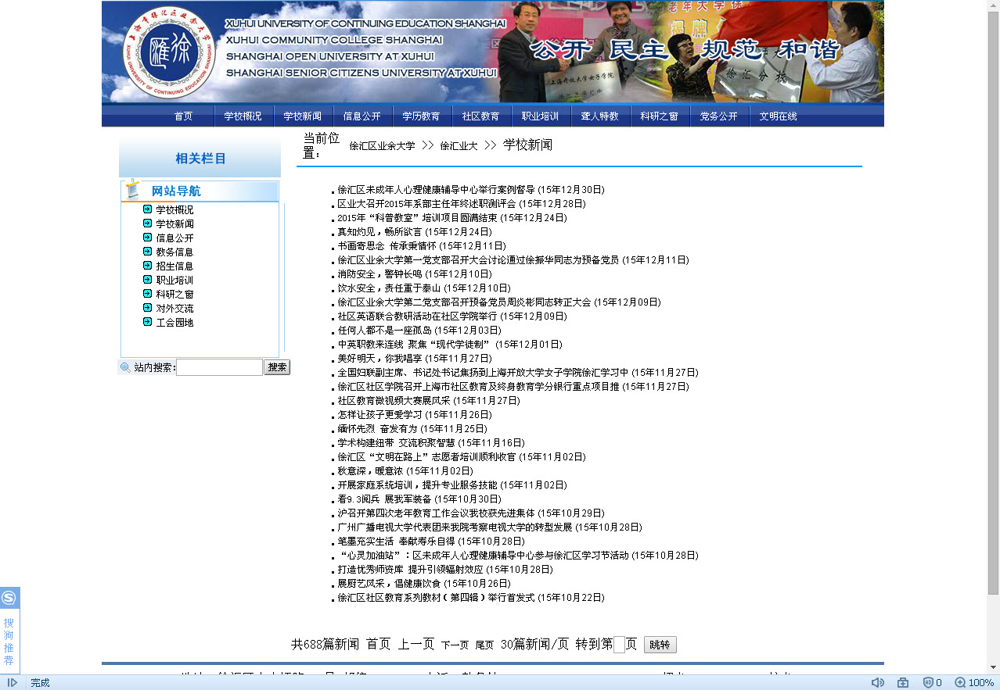 XUHUI UNIVERSITY OF CONTINUING EDUCATION SHANGHAI
XUHUI COMMUNITY COLLEGE SHANGHAI
SHANGHAI OPEN UNIVERSITY AT XUHUI
SHANGHAI SENIOR CITIZENS UNIVERSITY AT XUHUI
公开 民主 规范 和谐
上海市徐汇区业余大学
XUHUI UNIVERSITY OF CONTINUING EDUCATION SHANGHAI
首页 学校概况 学校新闻 信息公开 学历教育 社区教育 职业培训 聋人特教 科研之窗 党务公开 文明在线
当前位置: 徐汇区业余大学 >> 徐汇业大 >> 学校新闻
相关栏目
网站导航
学校概况
学校新闻
信息公开
教务信息
招生信息
职业培训
科研之窗
对外交流
工会园地
站内搜索: 搜索
徐汇区未成年人心理健康辅导中心举行案例督导 (15年12月30日)
区业大召开2015年系部主任年终述职测评会 (15年12月28日)
2015年“科普教室”培训项目圆满结束 (15年12月24日)
真知灼见，畅所欲言 (15年12月24日)
书画寄思念 传承秉情怀 (15年12月11日)
徐汇区业余大学第一党支部召开大会讨论通过徐振华同志为预备党员 (15年12月11日)
消防安全，警钟长鸣 (15年12月10日)
饮水安全，责任重于泰山 (15年12月10日)
徐汇区业余大学第二党支部召开预备党员周炎彬同志转正大会 (15年12月09日)
社区英语联合教研活动在社区学院举行 (15年12月09日)
任何人都不是一座孤岛 (15年12月03日)
中英职教来连线 聚焦“现代学徒制” (15年12月01日)
美好明天，你我唱享 (15年11月27日)
全国妇联副主席、书记处书记焦扬到上海开放大学女子学院徐汇学习中 (15年11月27日)
徐汇区社区学院召开上海市社区教育及终身教育学分银行重点项目推 (15年11月27日)
社区教育微视频大赛展风采 (15年11月27日)
怎样让孩子更爱学习 (15年11月26日)
缅怀先烈 奋发有为 (15年11月25日)
学术构建纽带 交流积聚智慧 (15年11月16日)
徐汇区“文明在路上”志愿者培训顺利收官 (15年11月02日)
秋意深，暖意浓 (15年11月02日)
开展家庭系统培训，提升专业服务技能 (15年11月02日)
看9.3阅兵 展我军装备 (15年10月30日)
沪召开第四次老年教育工作会议我校获先进集体 (15年10月29日)
广州广播电视大学代表团来我院考察电视大学的转型发展 (15年10月28日)
笔墨充实生活 奉献寿乐自得 (15年10月28日)
“心灵加油站”：区未成年人心理健康辅导中心参与徐汇区学习节活动 (15年10月28日)
打造优秀师资库 提升引领辐射效应 (15年10月28日)
展厨艺风采，倡健康饮食 (15年10月26日)
徐汇区社区教育系列教材（第四辑）举行首发式 (15年10月22日)
共688篇新闻 首页 上一页 下一页 尾页 30篇新闻/页 转到第 页 跳转
搜狗推荐
完成 0 100%